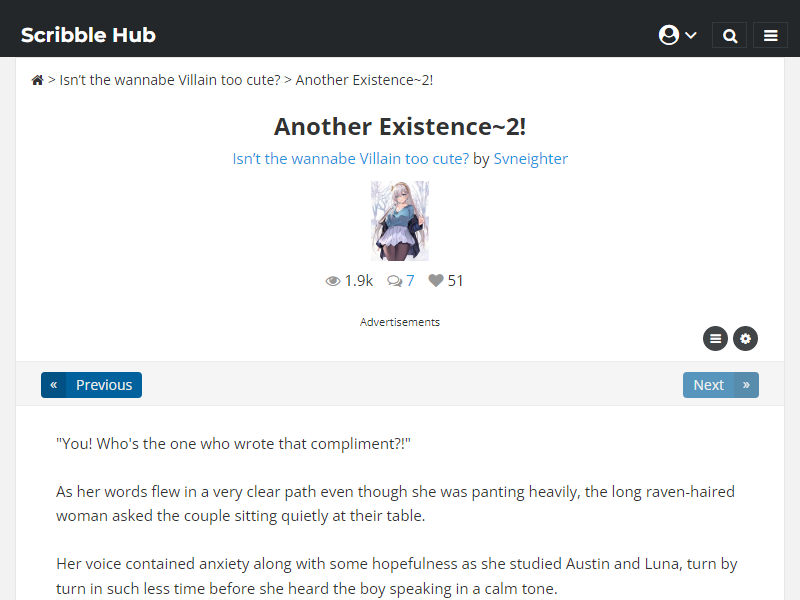 Scribble Hub
> Isn’t the wannabe Villain too cute? > Another Existence~2!
Another Existence~2!
Isn’t the wannabe Villain too cute? by Svneighter
1.9k 7 51
Advertisements
« Previous
Next »
"You! Who's the one who wrote that compliment?!"
As her words flew in a very clear path even though she was panting heavily, the long raven-haired
woman asked the couple sitting quietly at their table.
Her voice contained anxiety along with some hopefulness as she studied Austin and Luna, turn by
turn in such less time before she heard the boy speaking in a calm tone.